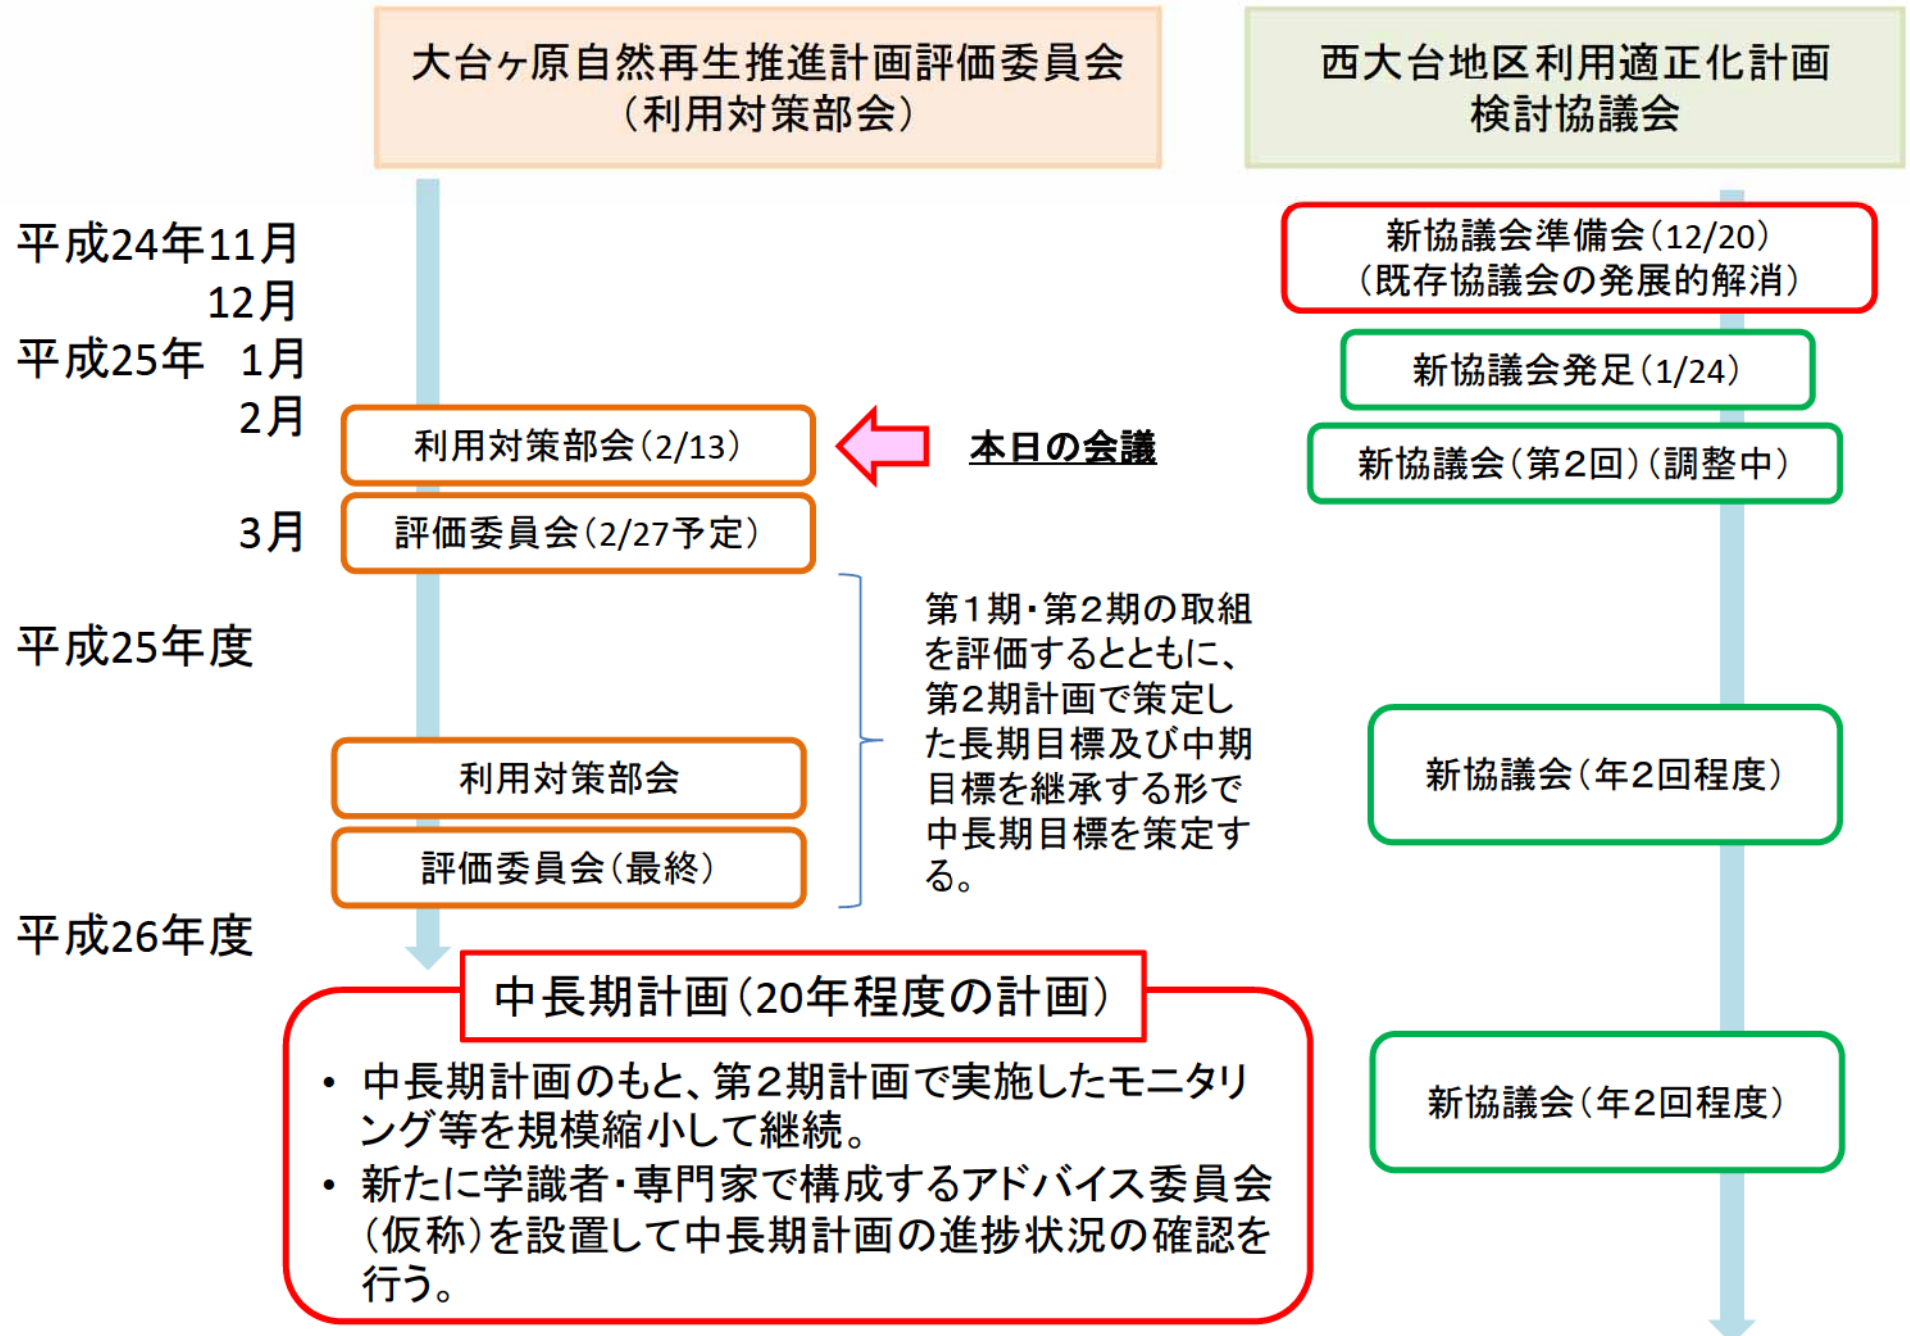 大台ヶ原自然再生推進計画評価委員会
（利用対策部会）
西大台地区利用適正化計画
検討協議会
平成24年11月
12月
平成25年 1月
2月
3月
平成25年度
平成26年度
利用対策部会（2/13）
本日の会議
評価委員会（2/27予定）
第１期・第２期の取組
を評価するとともに、
第２期計画で策定し
た長期目標及び中期
目標を継承する形で
中長期目標を策定す
る。
利用対策部会
評価委員会（最終）
新協議会準備会（12/20）
（既存協議会の発展的解消）
新協議会発足（1/24）
新協議会（第２回）（調整中）
新協議会（年２回程度）
新協議会（年２回程度）
中長期計画（20年程度の計画）
• 中長期計画のもと、第２期計画で実施したモニタリ
ング等を規模縮小して継続。
• 新たに学識者・専門家で構成するアドバイス委員会
（仮称）を設置して中長期計画の進捗状況の確認を
行う。